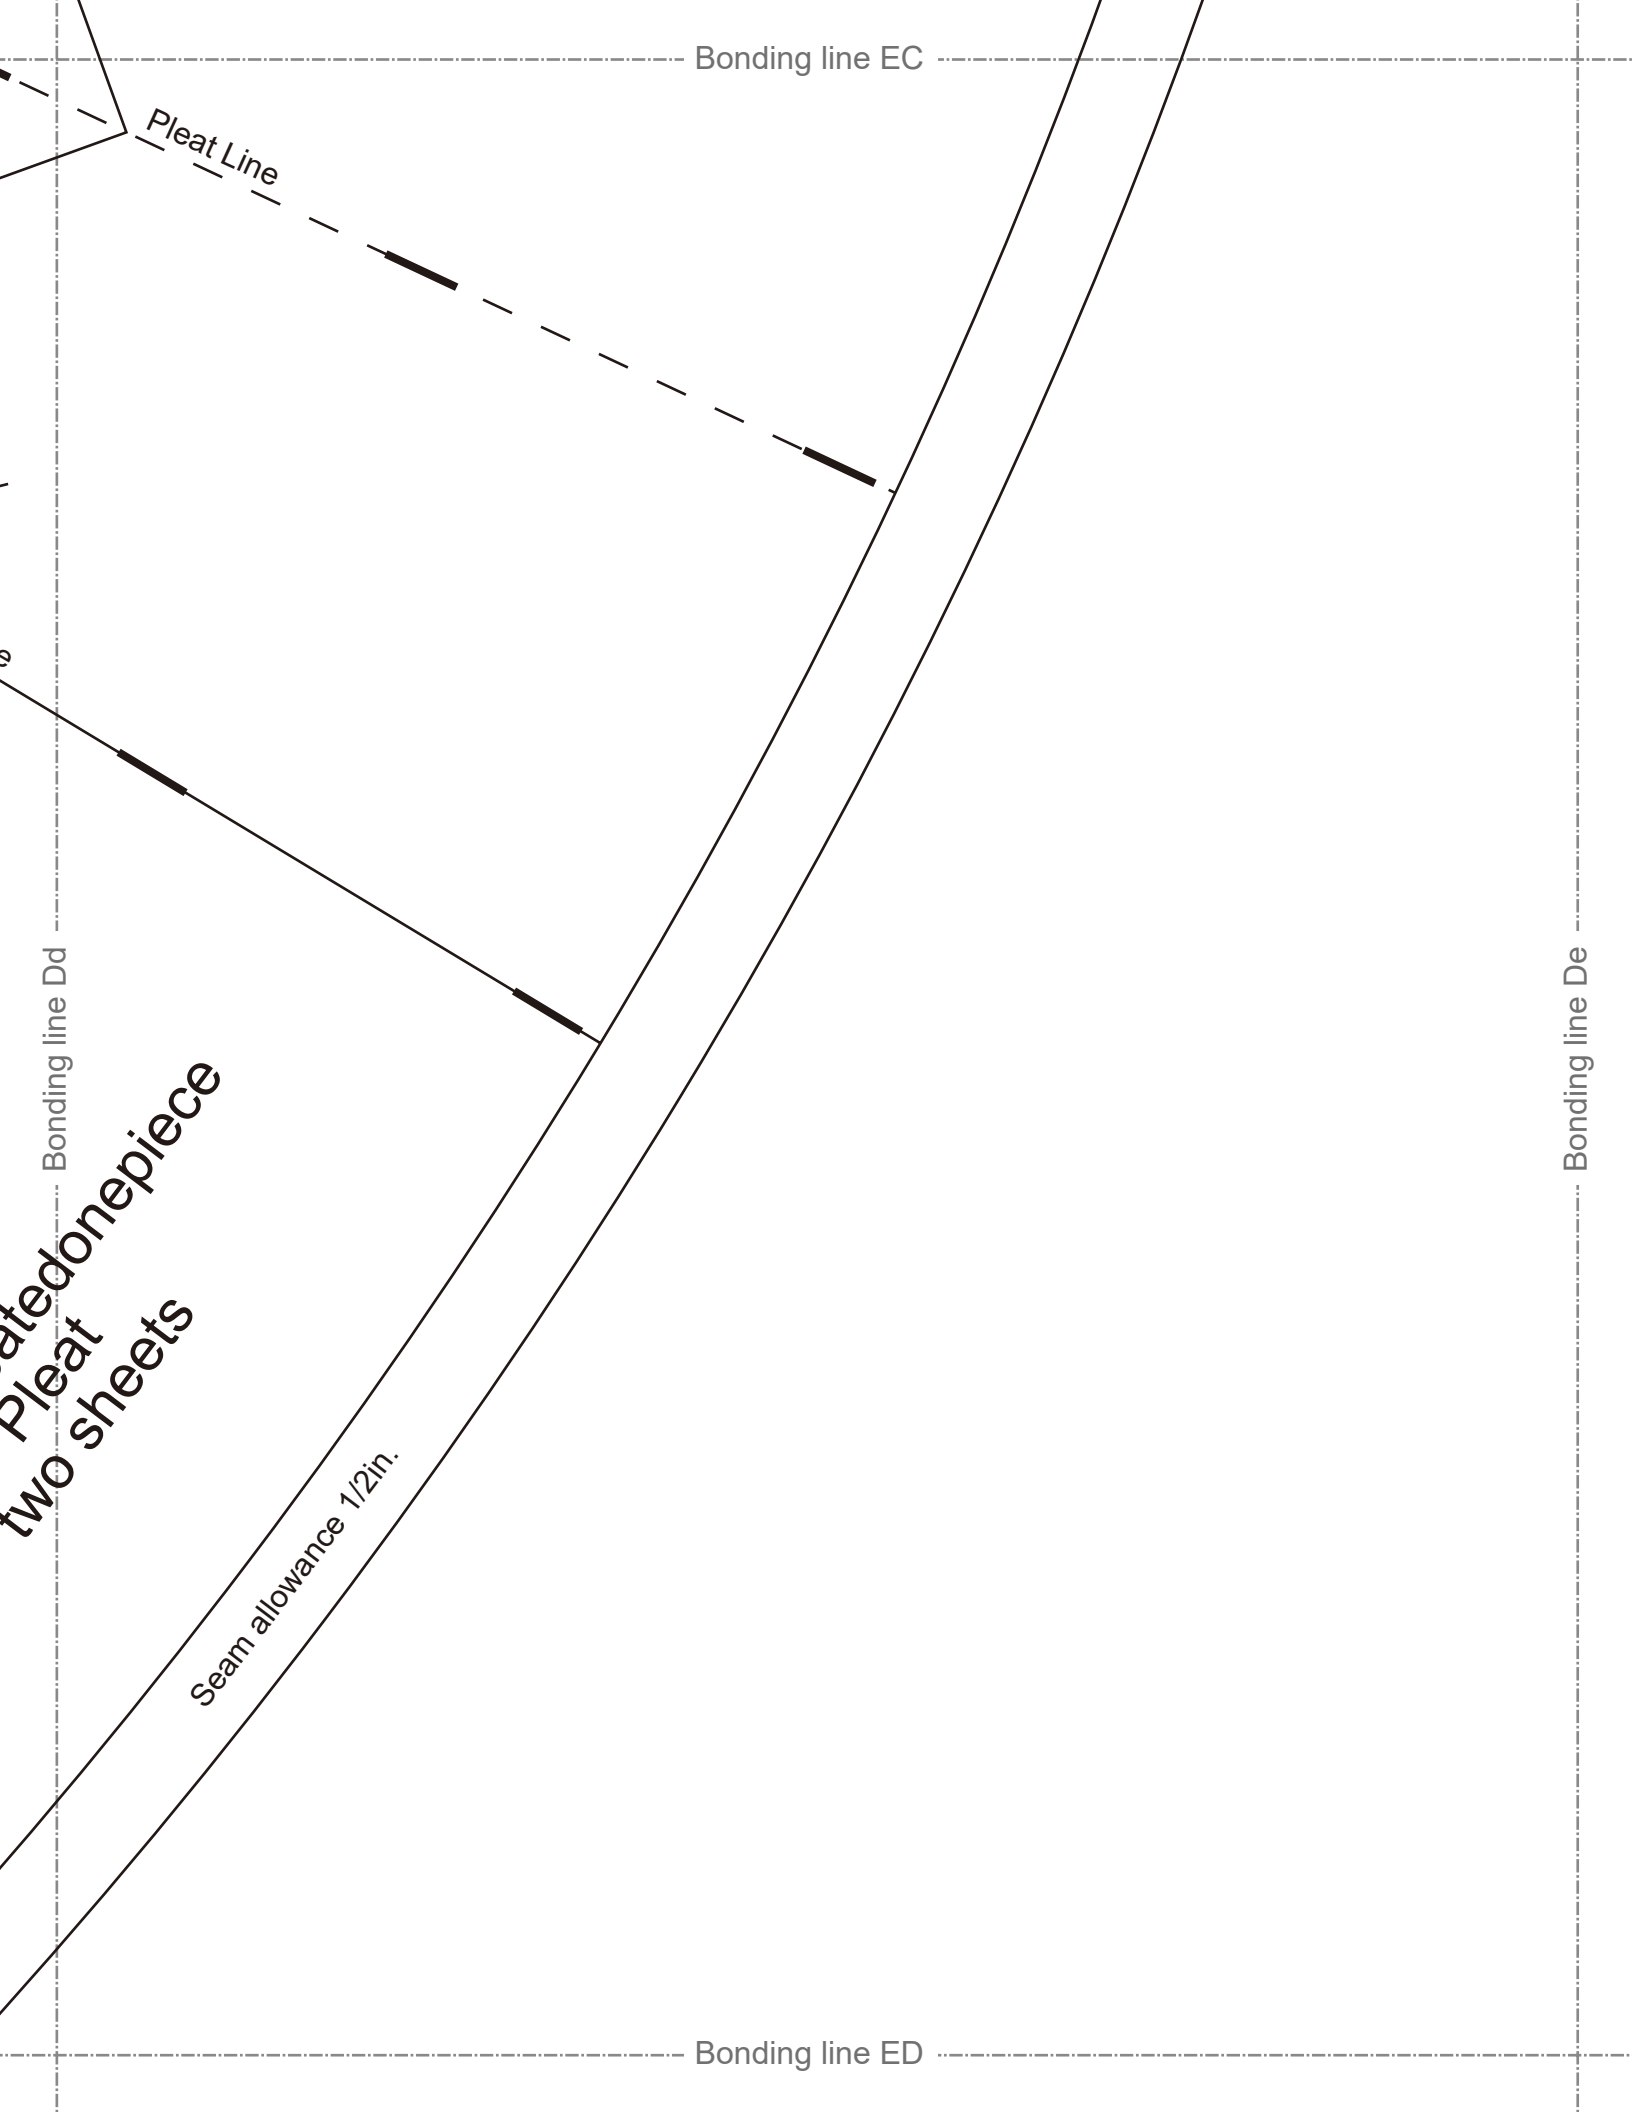 Bonding line EC
Pleat Line
e
Bonding line Dd
Bonding line De
atedonepiece
Pleat
two sheets
Seam allowance 1/2in.
Bonding line ED